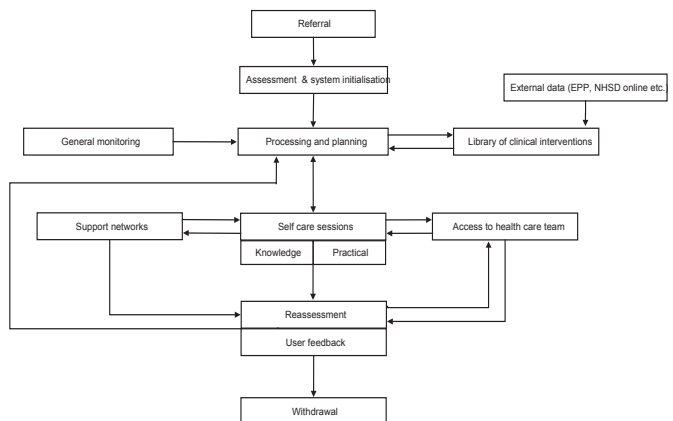 Referral
Assessment & system initialisation
External data (EPP, NHSD online etc.)
General monitoring
Processing and planning
Library of clinical interventions
Support networks
Self care sessions
Access to health care team
Knowledge
Practical
Reassessment
User feedback
Withdrawal